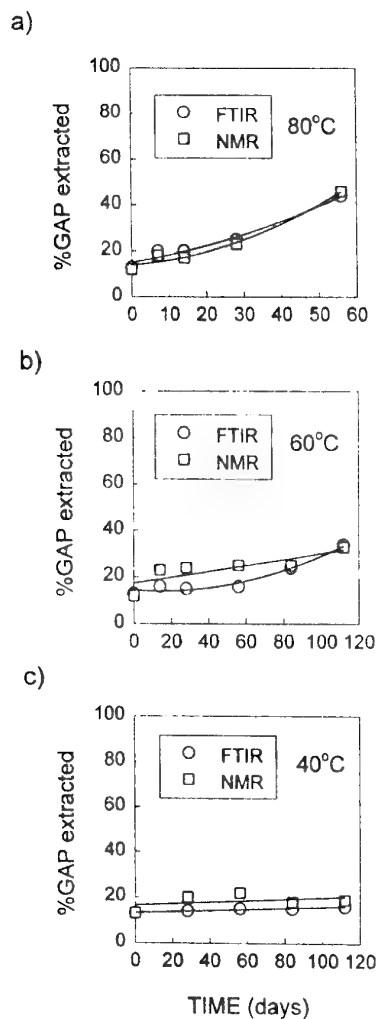 a)
%GAP extracted
100
80
60
40
20
0
FTIR
NMR
80°C
0 10 20 30 40 50 60
b)
%GAP extracted
100
80
60
40
20
0
FTIR
NMR
60°C
0 20 40 60 80 100 120
c)
%GAP extracted
100
80
60
40
20
0
FTIR
NMR
40°C
0 20 40 60 80 100 120
TIME (days)